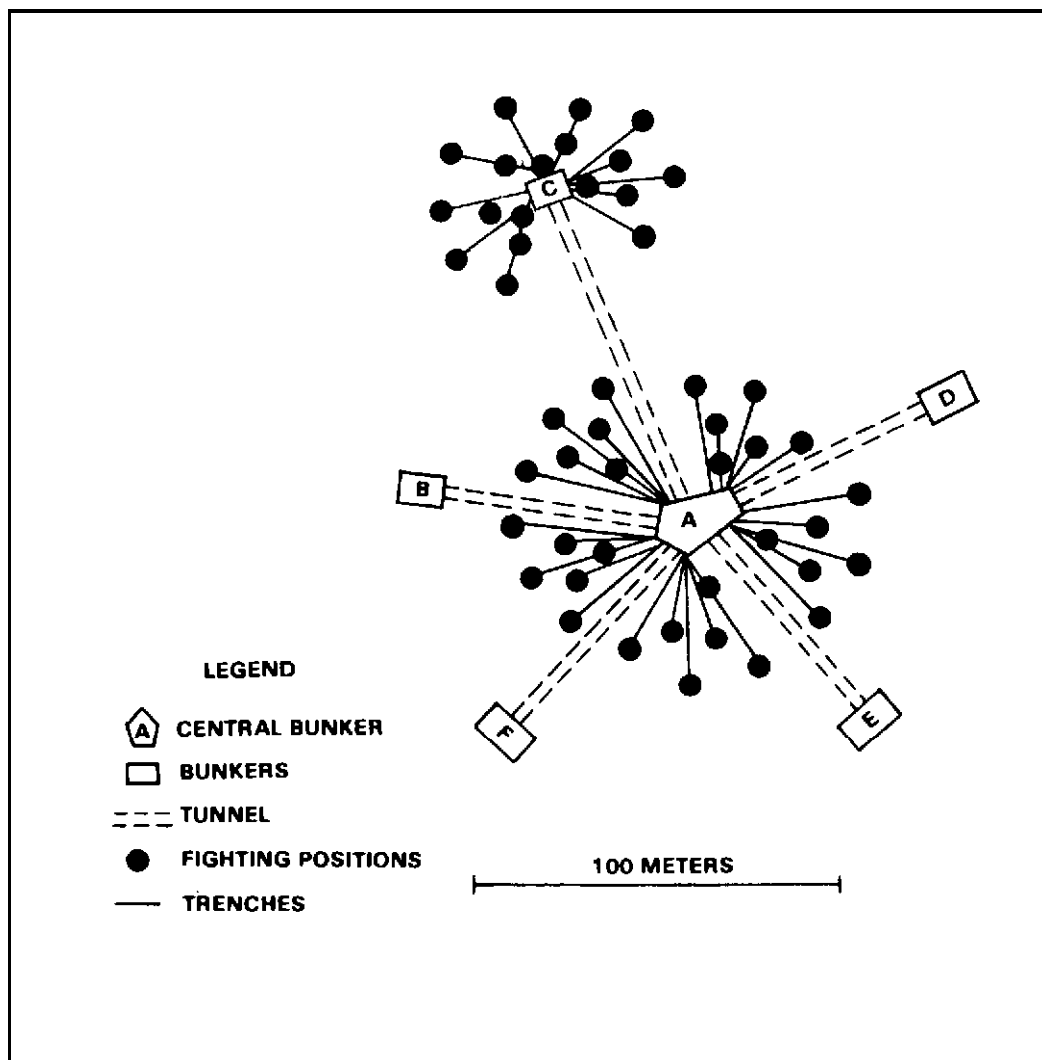 C
D
B
A
E
F
LEGEND
A CENTRAL BUNKER
BUNKERS
TUNNEL
FIGHTING POSITIONS
TRENCHES
100 METERS